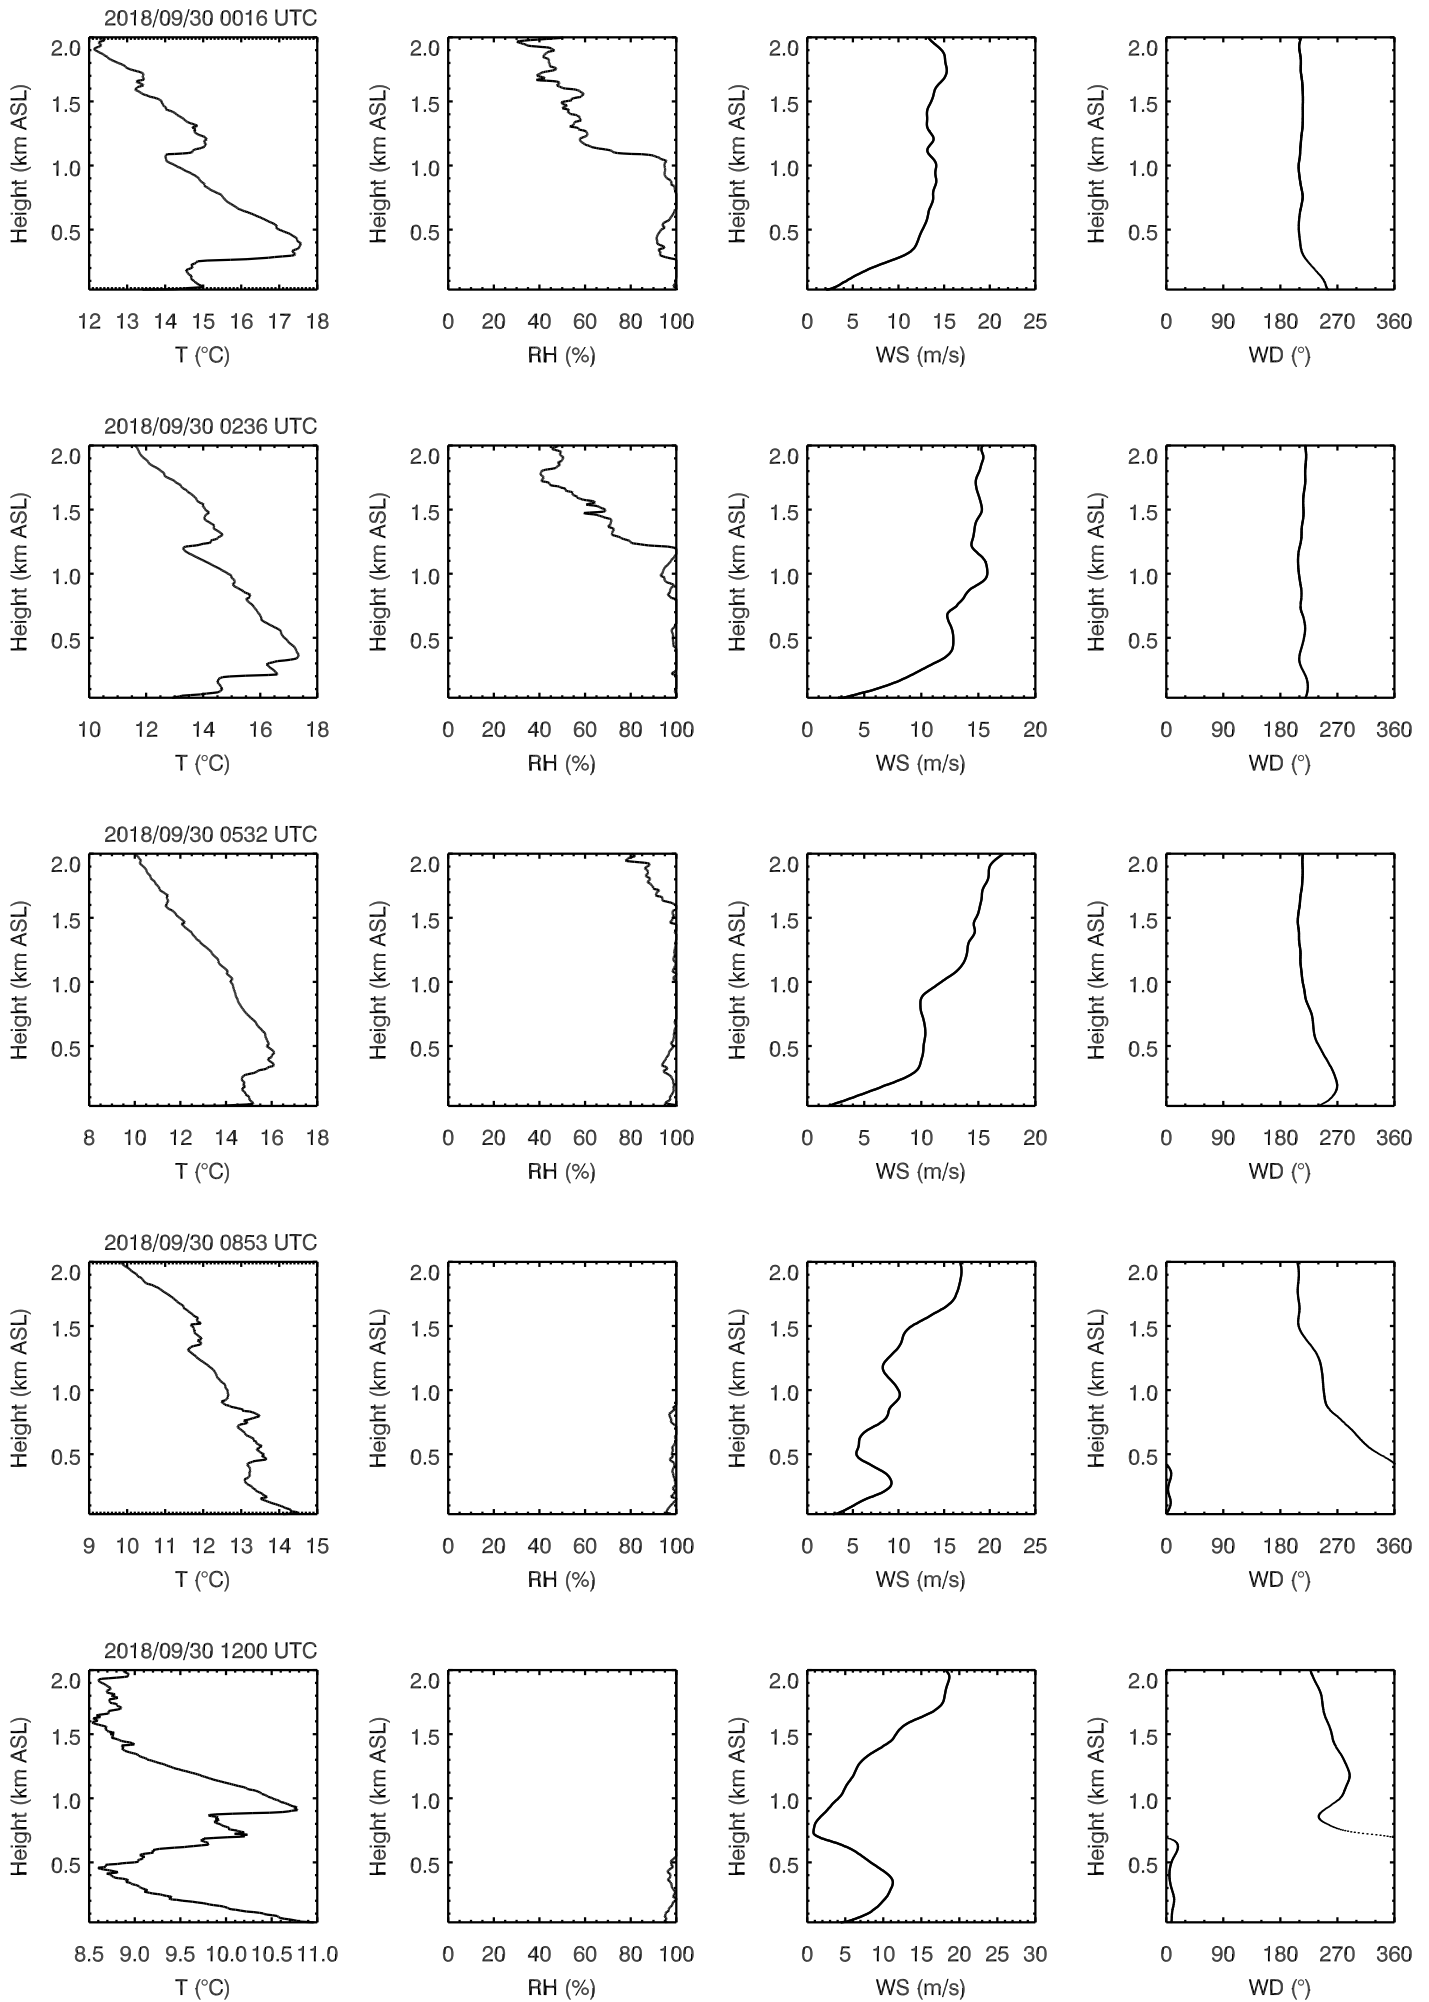 2018/09/30 0016 UTC
Height (km ASL)
2.0
1.5
1.0
0.5
12 13 14 15 16 17 18
T (°C)
Height (km ASL)
2.0
1.5
1.0
0.5
0 20 40 60 80 100
RH (%)
Height (km ASL)
2.0
1.5
1.0
0.5
0 5 10 15 20 25
WS (m/s)
Height (km ASL)
2.0
1.5
1.0
0.5
0 90 180 270 360
WD (°)
2018/09/30 0236 UTC
Height (km ASL)
2.0
1.5
1.0
0.5
10 12 14 16 18
T (°C)
Height (km ASL)
2.0
1.5
1.0
0.5
0 20 40 60 80 100
RH (%)
Height (km ASL)
2.0
1.5
1.0
0.5
0 5 10 15 20
WS (m/s)
Height (km ASL)
2.0
1.5
1.0
0.5
0 90 180 270 360
WD (°)
2018/09/30 0532 UTC
Height (km ASL)
2.0
1.5
1.0
0.5
8 10 12 14 16 18
T (°C)
Height (km ASL)
2.0
1.5
1.0
0.5
0 20 40 60 80 100
RH (%)
Height (km ASL)
2.0
1.5
1.0
0.5
0 5 10 15 20
WS (m/s)
Height (km ASL)
2.0
1.5
1.0
0.5
0 90 180 270 360
WD (°)
2018/09/30 0853 UTC
Height (km ASL)
2.0
1.5
1.0
0.5
9 10 11 12 13 14 15
T (°C)
Height (km ASL)
2.0
1.5
1.0
0.5
0 20 40 60 80 100
RH (%)
Height (km ASL)
2.0
1.5
1.0
0.5
0 5 10 15 20 25
WS (m/s)
Height (km ASL)
2.0
1.5
1.0
0.5
0 90 180 270 360
WD (°)
2018/09/30 1200 UTC
Height (km ASL)
2.0
1.5
1.0
0.5
8.5 9.0 9.5 10.0 10.5 11.0
T (°C)
Height (km ASL)
2.0
1.5
1.0
0.5
0 20 40 60 80 100
RH (%)
Height (km ASL)
2.0
1.5
1.0
0.5
0 5 10 15 20 25 30
WS (m/s)
Height (km ASL)
2.0
1.5
1.0
0.5
0 90 180 270 360
WD (°)